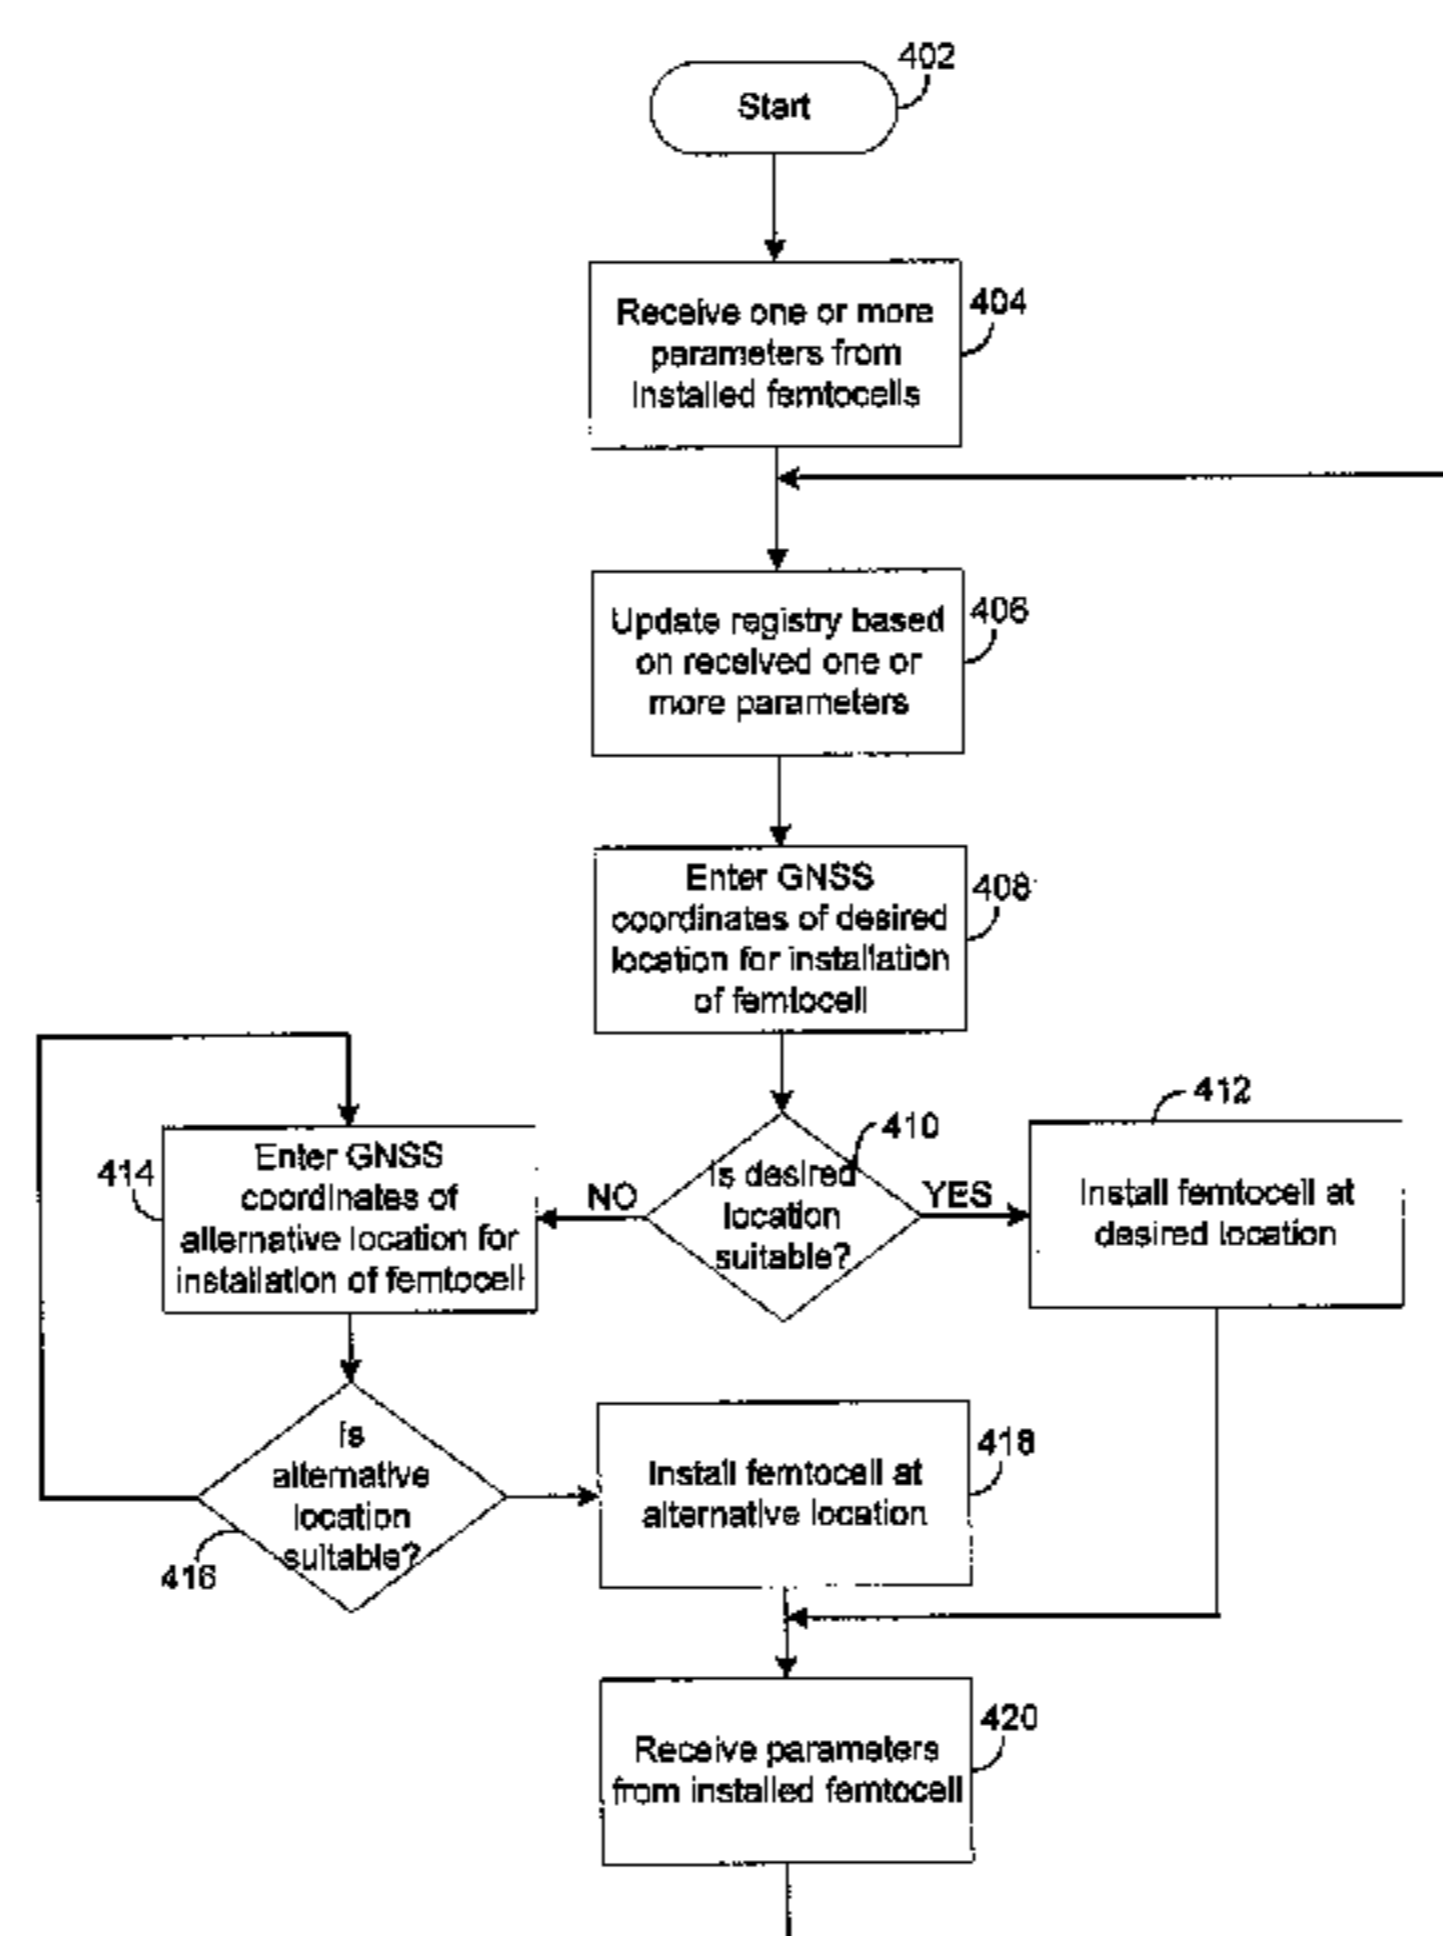 402
Start
Receive one or more
parameters from
installed femtocells
404
Update registry based
on received one or
more parameters
406
Enter GNSS
coordinates of desired
location for installation
of femtocell
408
410
Is desired
location
suitable?
NO
YES
412
Install femtocell at
desired location
414
Enter GNSS
coordinates of
alternative location for
installation of femtocell
Is
alternative
location
suitable?
416
Install femtocell at
alternative location
418
Receive parameters
from installed femtocell
420